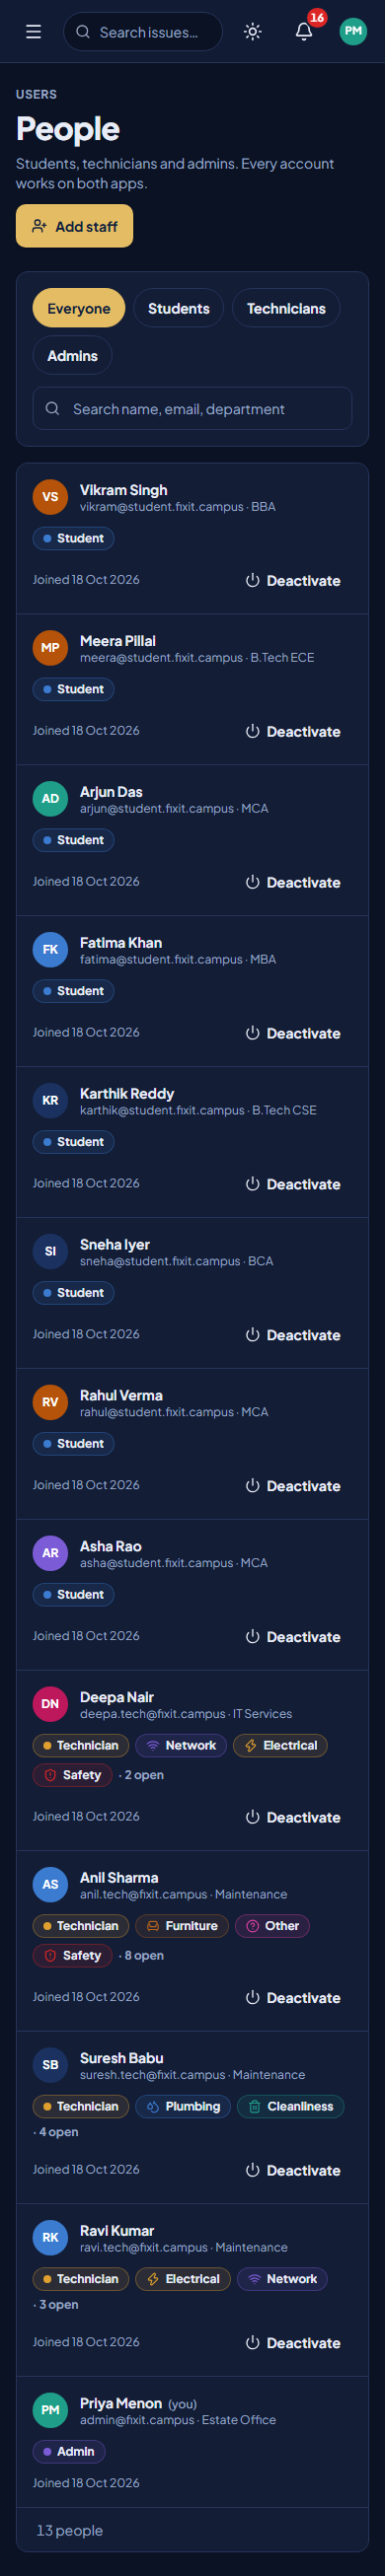 Search issues...
16
PM
USERS
People
Students, technicians and admins. Every account
works on both apps.
Add staff
Everyone
Students
Technicians
Admins
Search name, email, department
VS
Vikram Singh
vikram@student.fixit.campus · BBA
Student
Joined 18 Oct 2026
Deactivate
MP
Meera Pillai
meera@student.fixit.campus · B.Tech ECE
Student
Joined 18 Oct 2026
Deactivate
AD
Arjun Das
arjun@student.fixit.campus · MCA
Student
Joined 18 Oct 2026
Deactivate
FK
Fatima Khan
fatima@student.fixit.campus · MBA
Student
Joined 18 Oct 2026
Deactivate
KR
Karthik Reddy
karthik@student.fixit.campus · B.Tech CSE
Student
Joined 18 Oct 2026
Deactivate
SI
Sneha Iyer
sneha@student.fixit.campus · BCA
Student
Joined 18 Oct 2026
Deactivate
RV
Rahul Verma
rahul@student.fixit.campus · MCA
Student
Joined 18 Oct 2026
Deactivate
AR
Asha Rao
asha@student.fixit.campus · MCA
Student
Joined 18 Oct 2026
Deactivate
DN
Deepa Nair
deepa.tech@fixit.campus · IT Services
Technician
Network
Electrical
Safety
· 2 open
Joined 18 Oct 2026
Deactivate
AS
Anil Sharma
anil.tech@fixit.campus · Maintenance
Technician
Furniture
Other
Safety
· 8 open
Joined 18 Oct 2026
Deactivate
SB
Suresh Babu
suresh.tech@fixit.campus · Maintenance
Technician
Plumbing
Cleanliness
· 4 open
Joined 18 Oct 2026
Deactivate
RK
Ravi Kumar
ravi.tech@fixit.campus · Maintenance
Technician
Electrical
Network
· 3 open
Joined 18 Oct 2026
Deactivate
PM
Priya Menon (you)
admin@fixit.campus · Estate Office
Admin
Joined 18 Oct 2026
13 people